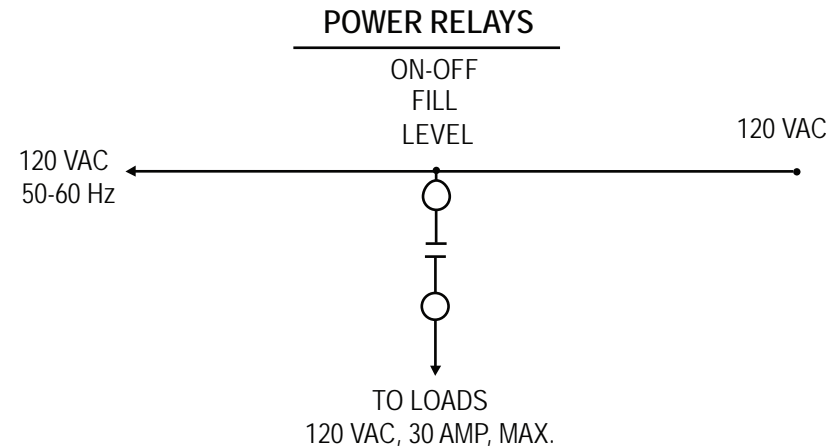 POWER RELAYS
ON-OFF
FILL
LEVEL
120 VAC
120 VAC
50-60 Hz
TO LOADS
120 VAC, 30 AMP, MAX.